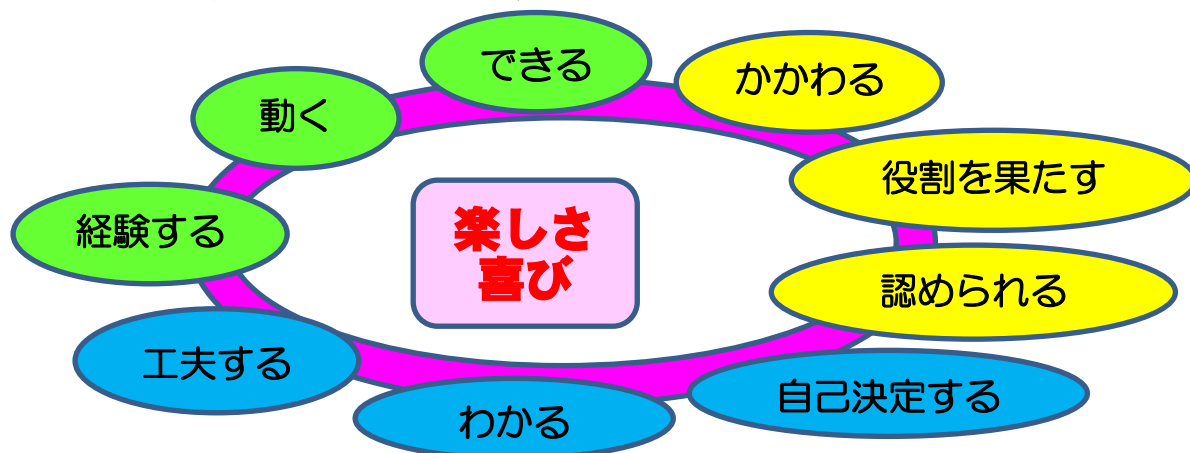 できる
かかわる
動く
役割を果たす
経験する
楽しさ
喜び
認められる
工夫する
自己決定する
わかる